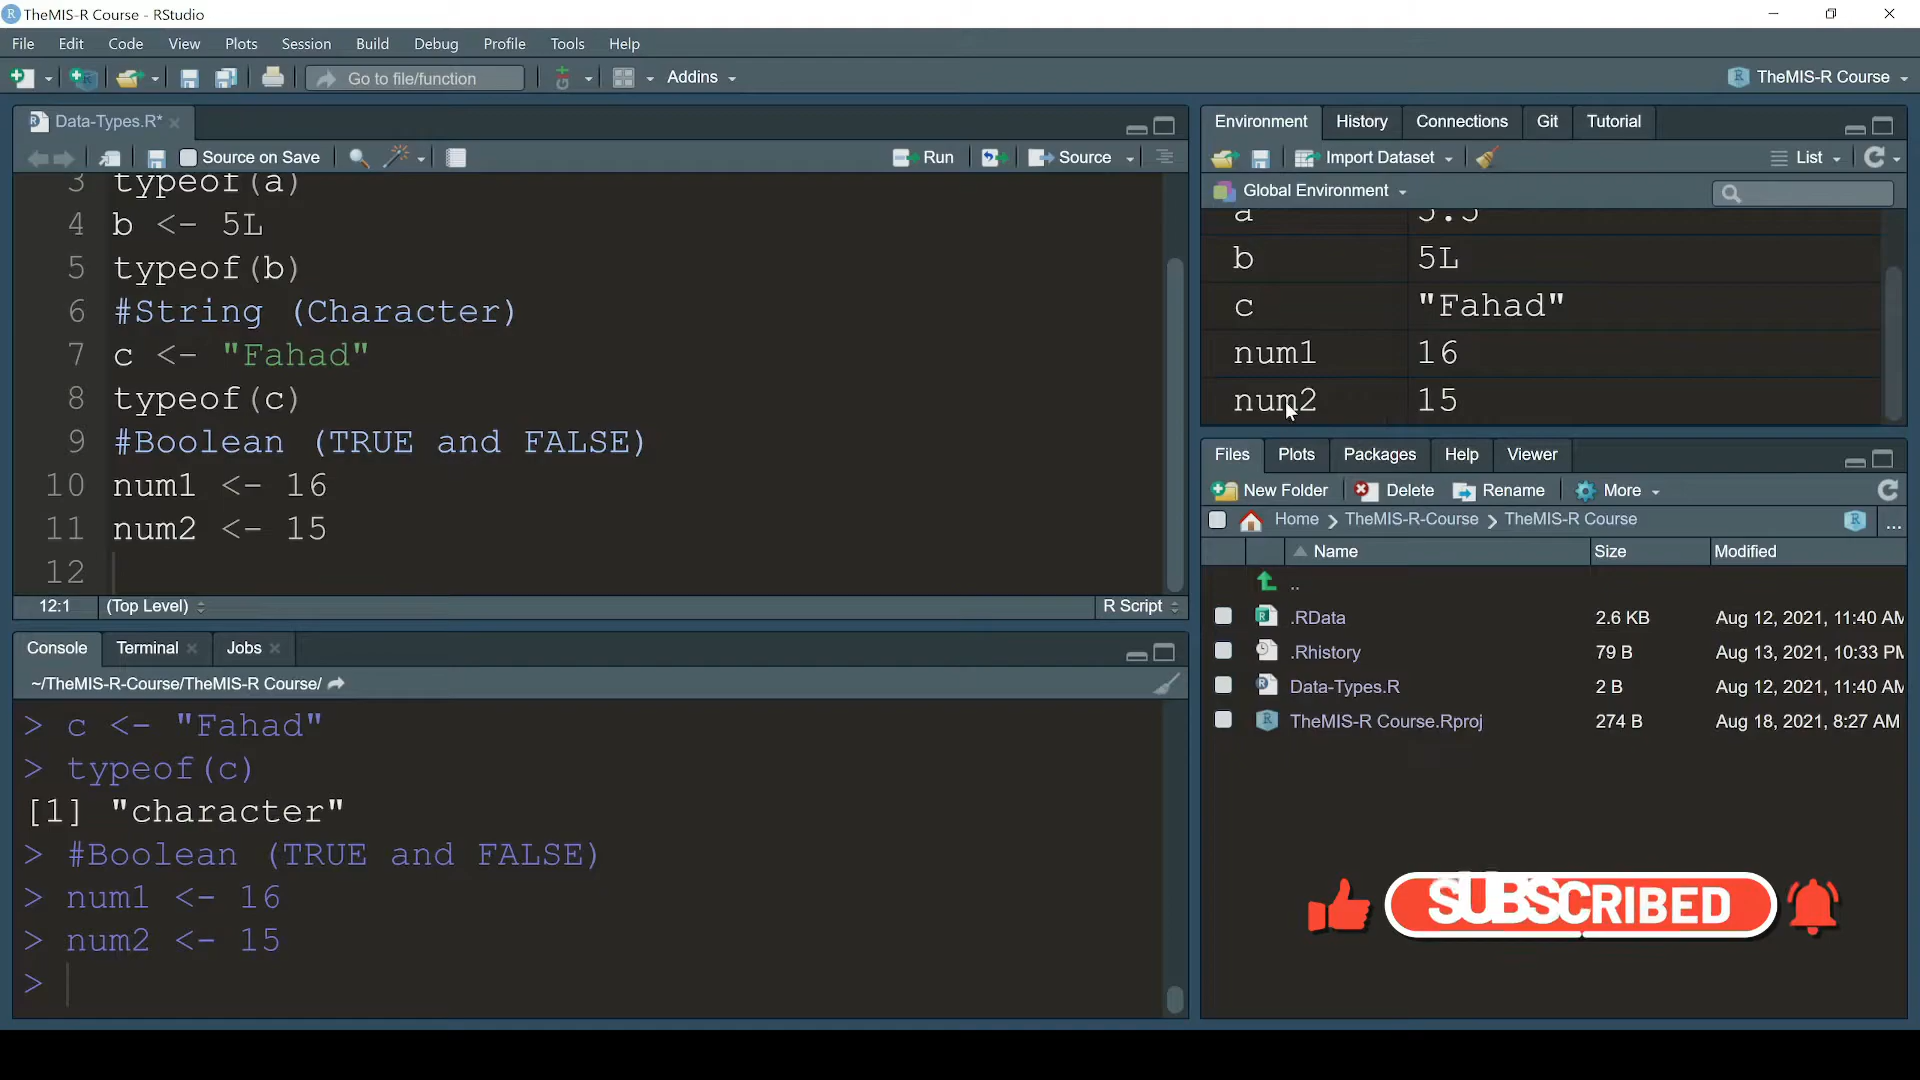 TheMIS-R Course - RStudio
File Edit Code View Plots Session Build Debug Profile Tools Help
Go to file/function Addins TheMIS-R Course
Data-Types.R*
Source on Save Run Source
3 typeof(a)
4 b <- 5L
5 typeof(b)
6 #String (Character)
7 c <- "Fahad"
8 typeof(c)
9 #Boolean (TRUE and FALSE)
10 num1 <- 16
11 num2 <- 15
12
12:1 (Top Level) R Script
Console Terminal Jobs
~/TheMIS-R-Course/TheMIS-R Course/
> c <- "Fahad"
> typeof(c)
[1] "character"
> #Boolean (TRUE and FALSE)
> num1 <- 16
> num2 <- 15
>
Environment History Connections Git Tutorial
Import Dataset List
Global Environment
a 5.5
b 5L
c "Fahad"
num1 16
num2 15
Files Plots Packages Help Viewer
New Folder Delete Rename More
Home TheMIS-R-Course TheMIS-R Course ...
Name Size Modified
..
.RData 2.6 KB Aug 12, 2021, 11:40 AM
.Rhistory 79 B Aug 13, 2021, 10:33 PM
Data-Types.R 2 B Aug 12, 2021, 11:40 AM
TheMIS-R Course.Rproj 274 B Aug 18, 2021, 8:27 AM
SUBSCRIBED